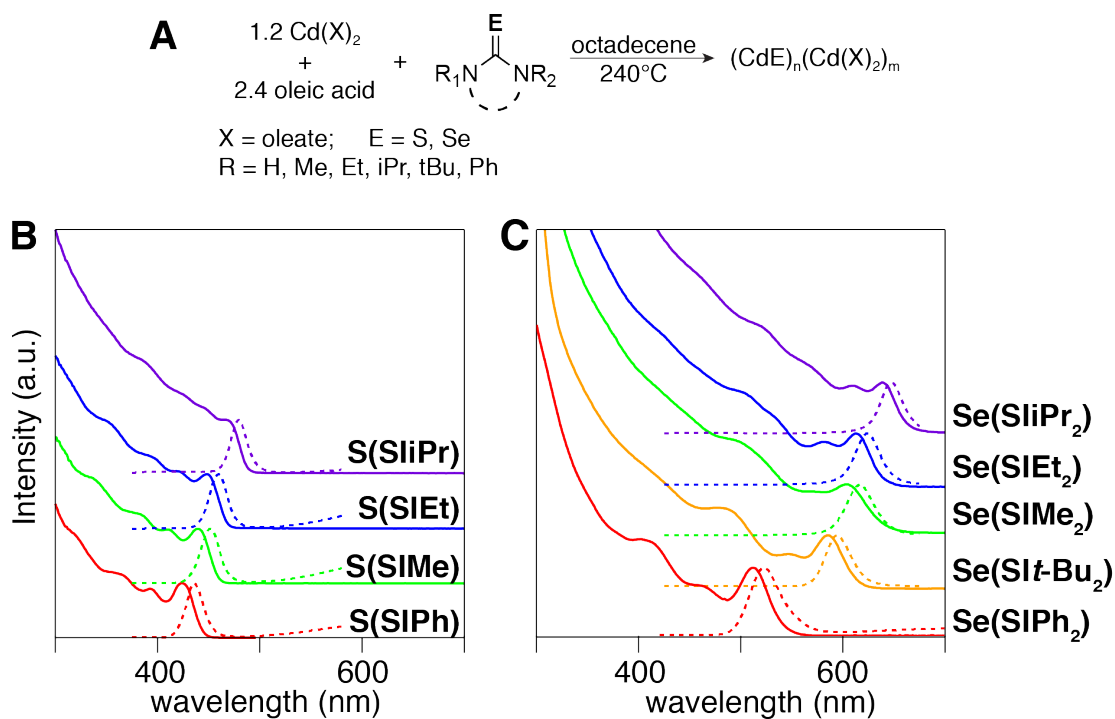 A
1.2 Cd(X)₂
+
2.4 oleic acid
+
E
R₁N NR₂
octadecene
240°C
(CdE)ₙ(Cd(X)₂)ₘ
X = oleate; E = S, Se
R = H, Me, Et, iPr, tBu, Ph
B
Intensity (a.u.)
S(SIiPr)
S(SIEt)
S(SIMe)
S(SIPh)
400 600
wavelength (nm)
C
Se(SIiPr₂)
Se(SIEt₂)
Se(SIMe₂)
Se(SIt-Bu₂)
Se(SIPh₂)
400 600
wavelength (nm)